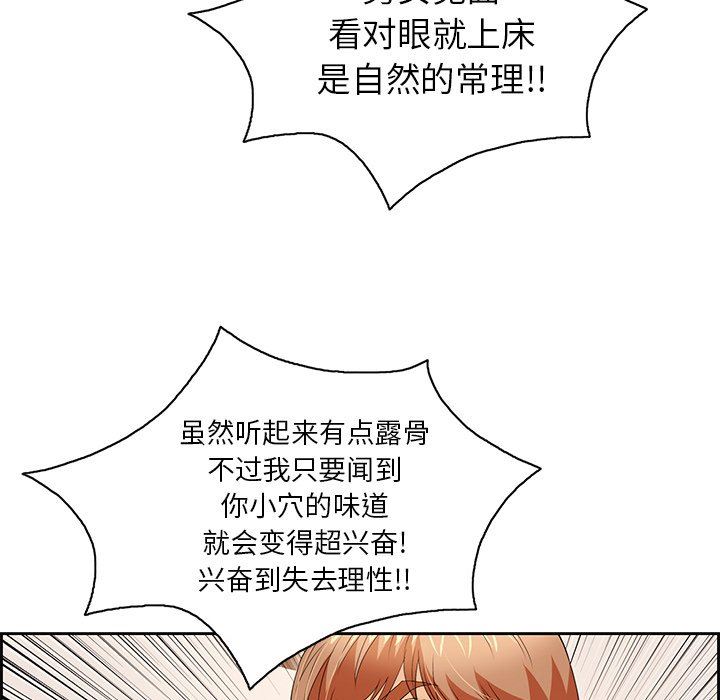 看对眼就上床
是自然的常理!!
虽然听起来有点露骨
不过我只要闻到
你小穴的味道
就会变得超兴奋!
兴奋到失去理性!!